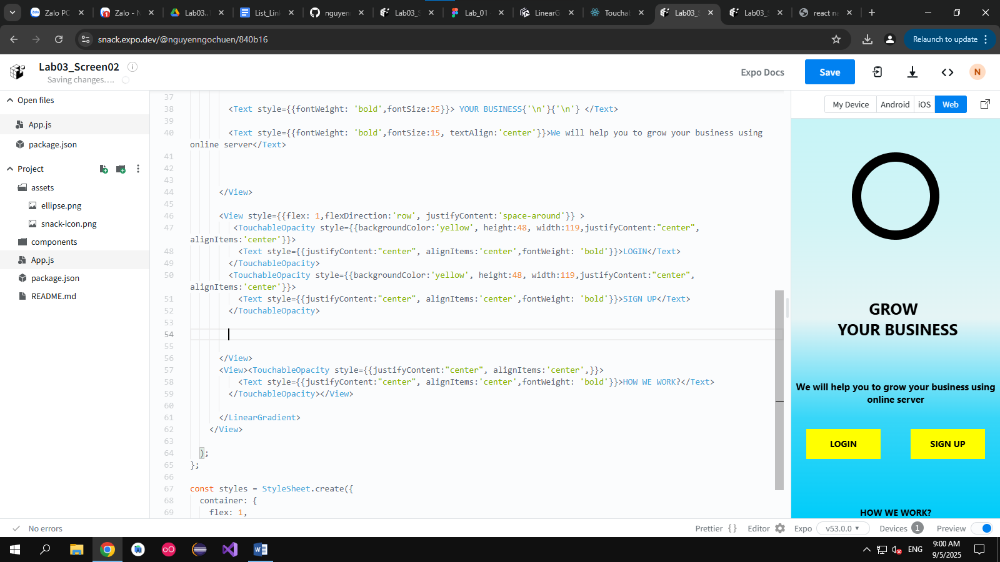 Zalo PC
Zalo - N
Lab03..T
List_Link
nguyenn
Lab03_S
Lab_01
LinearG
Touchab
Lab03_S
Lab03_S
react na
snack.expo.dev/@nguyenngochuen/840b16
Relaunch to update
Lab03_Screen02
Saving changes....
Expo Docs
Save
N
Open files
App.js
package.json
Project
assets
ellipse.png
snack-icon.png
components
App.js
package.json
README.md
37
38 <Text style={{fontWeight: 'bold',fontSize:25}}> YOUR BUSINESS{'\n'}{'\n'} </Text>
39
40 <Text style={{fontWeight: 'bold',fontSize:15, textAlign:'center'}}>We will help you to grow your business using
online server</Text>
41
42
43
44 </View>
45
46 <View style={{flex: 1,flexDirection:'row', justifyContent:'space-around'}} >
47 <TouchableOpacity style={{backgroundColor:'yellow', height:48, width:119,justifyContent:"center",
alignItems:'center'}}>
48 <Text style={{justifyContent:"center", alignItems:'center',fontWeight: 'bold'}}>LOGIN</Text>
49 </TouchableOpacity>
50 <TouchableOpacity style={{backgroundColor:'yellow', height:48, width:119,justifyContent:"center",
alignItems:'center'}}>
51 <Text style={{justifyContent:"center", alignItems:'center',fontWeight: 'bold'}}>SIGN UP</Text>
52 </TouchableOpacity>
53
54
55
56 </View>
57 <View><TouchableOpacity style={{justifyContent:"center", alignItems:'center',}}>
58 <Text style={{justifyContent:"center", alignItems:'center',fontWeight: 'bold'}}>HOW WE WORK?</Text>
59 </TouchableOpacity></View>
60
61 </LinearGradient>
62 </View>
63
64 );
65 };
66
67 const styles = StyleSheet.create({
68 container: {
69 flex: 1,
My Device
Android
iOS
Web
GROW
YOUR BUSINESS
We will help you to grow your business using
online server
LOGIN
SIGN UP
HOW WE WORK?
No errors
Prettier { }
Editor
Expo
v53.0.0
Devices 1
Preview
ENG
9:00 AM
9/5/2025